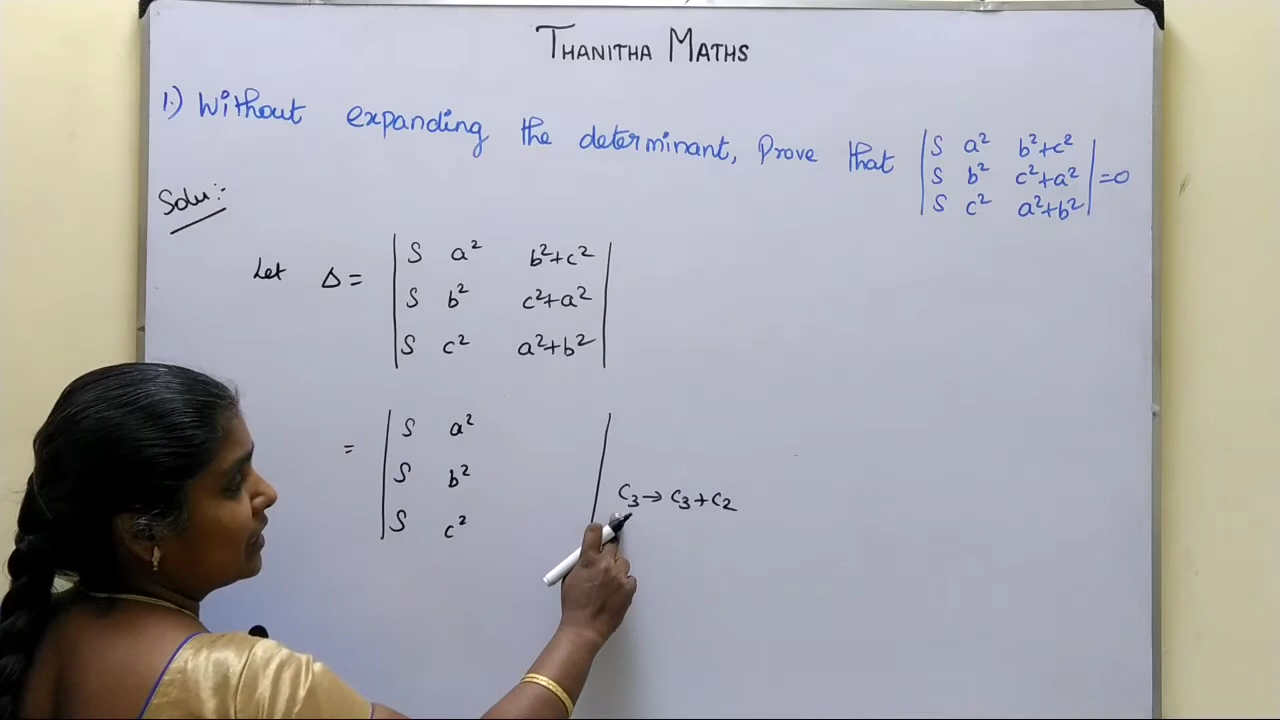 THANITHA MATHS
1.) Without expanding the determinant, Prove that | S a² b²+c² |
| S b² c²+a² | =0
| S c² a²+b² |
Solu:-
Let Δ = | S a² b²+c² |
| S b² c²+a² |
| S c² a²+b² |
= | S a² |
| S b² | C₃→C₃+C₂
| S c² |